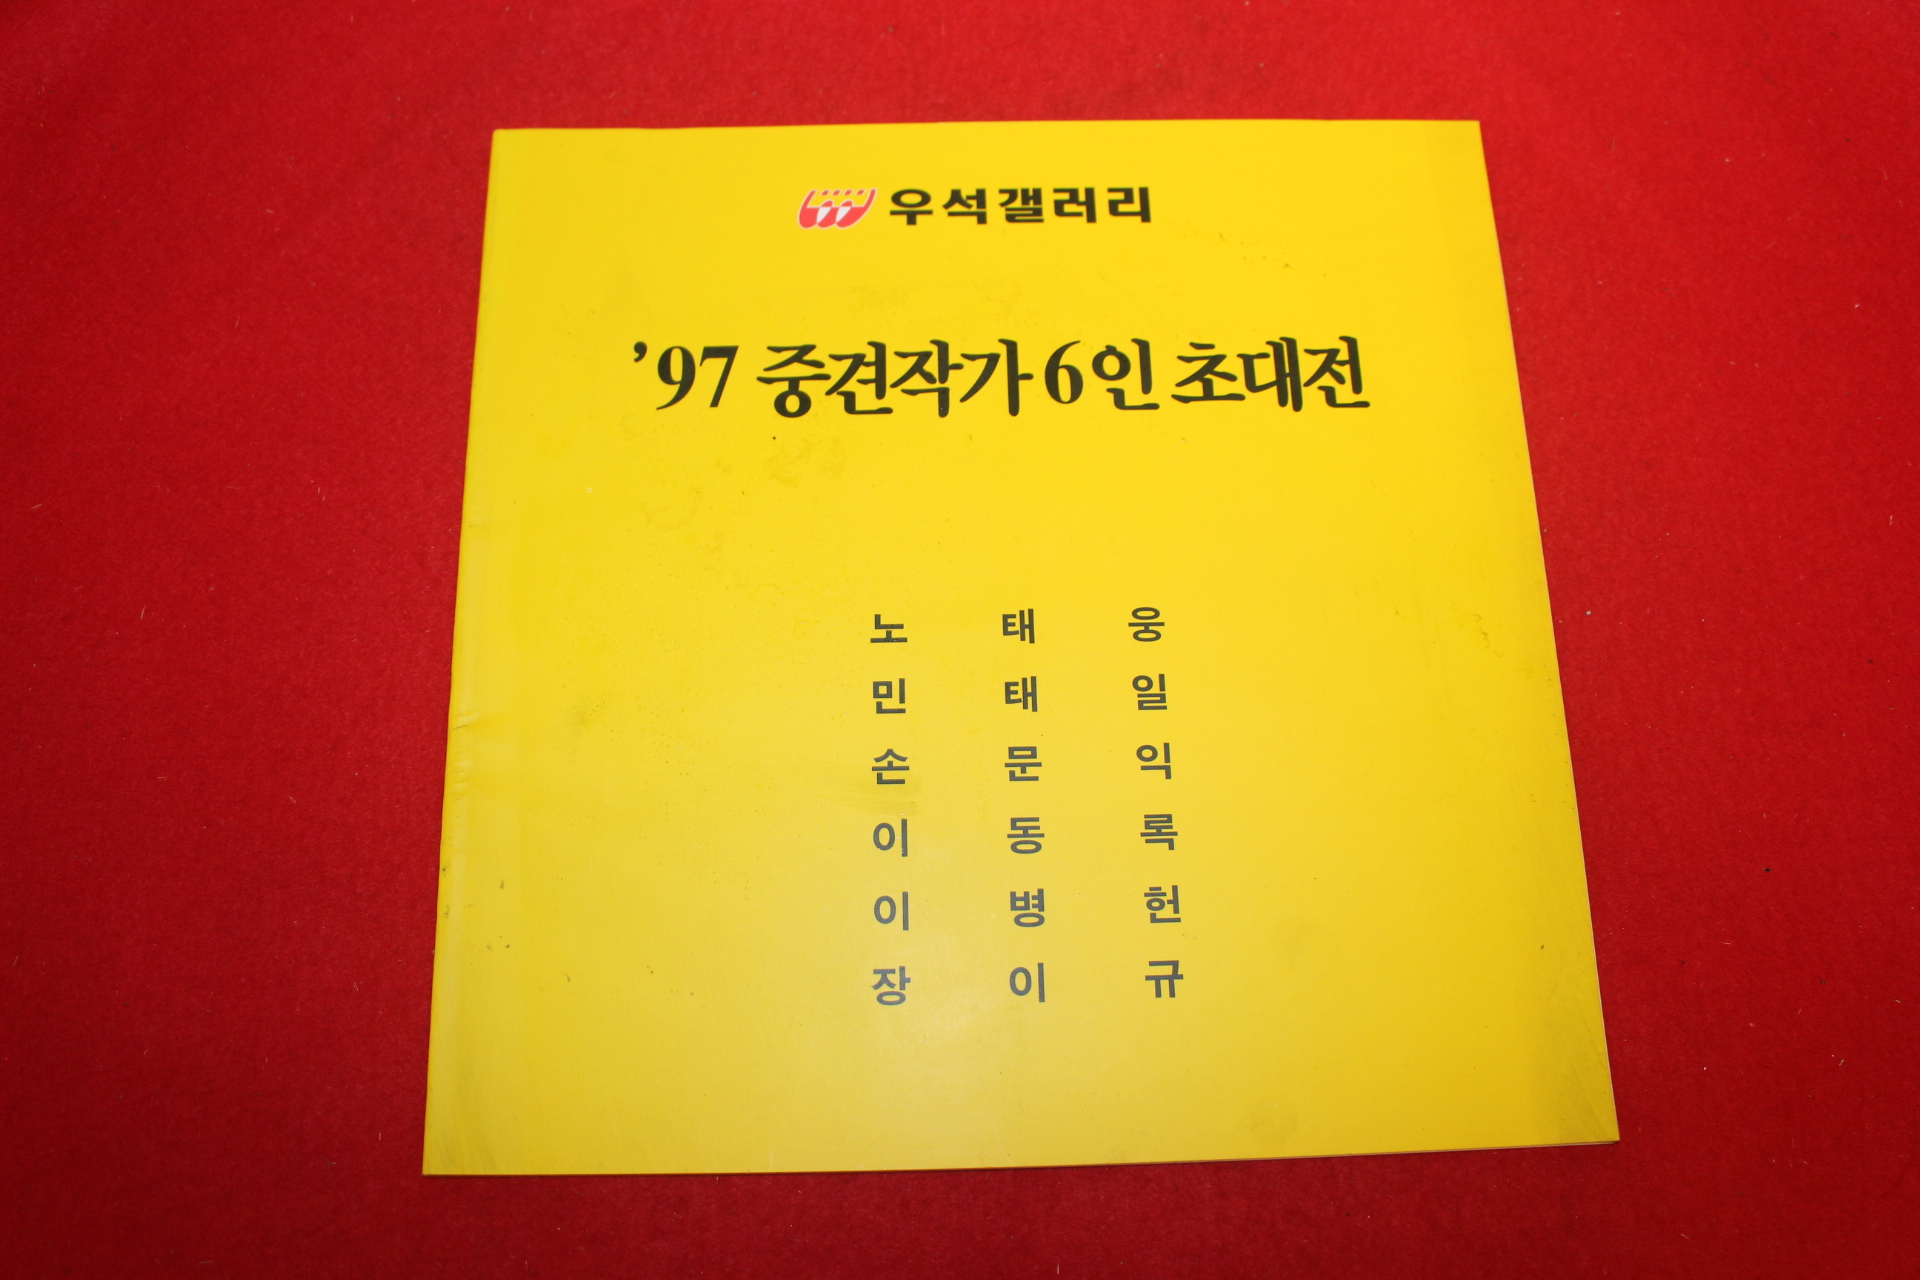 우석갤러리
’97 중견작가 6인 초대전
노 태 웅
민 태 일
손 문 익
이 동 록
이 병 헌
장 이 규